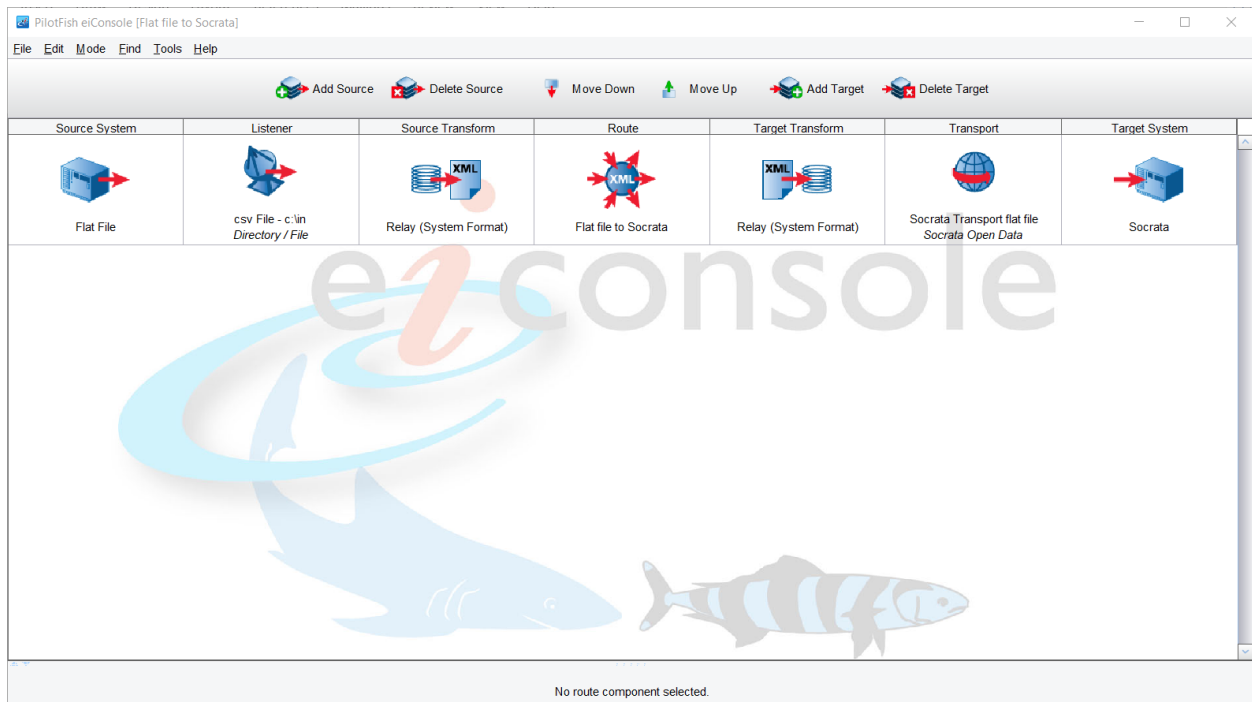 PilotFish eiConsole [Flat file to Socrata]
File Edit Mode Find Tools Help
Add Source Delete Source Move Down Move Up Add Target Delete Target
Source System Listener Source Transform Route Target Transform Transport Target System
XML XML XML
Flat File
csv File - c:\in
Directory / File
Relay (System Format)
Flat file to Socrata
Relay (System Format)
Socrata Transport flat file
Socrata Open Data
Socrata
eiconsole
No route component selected.